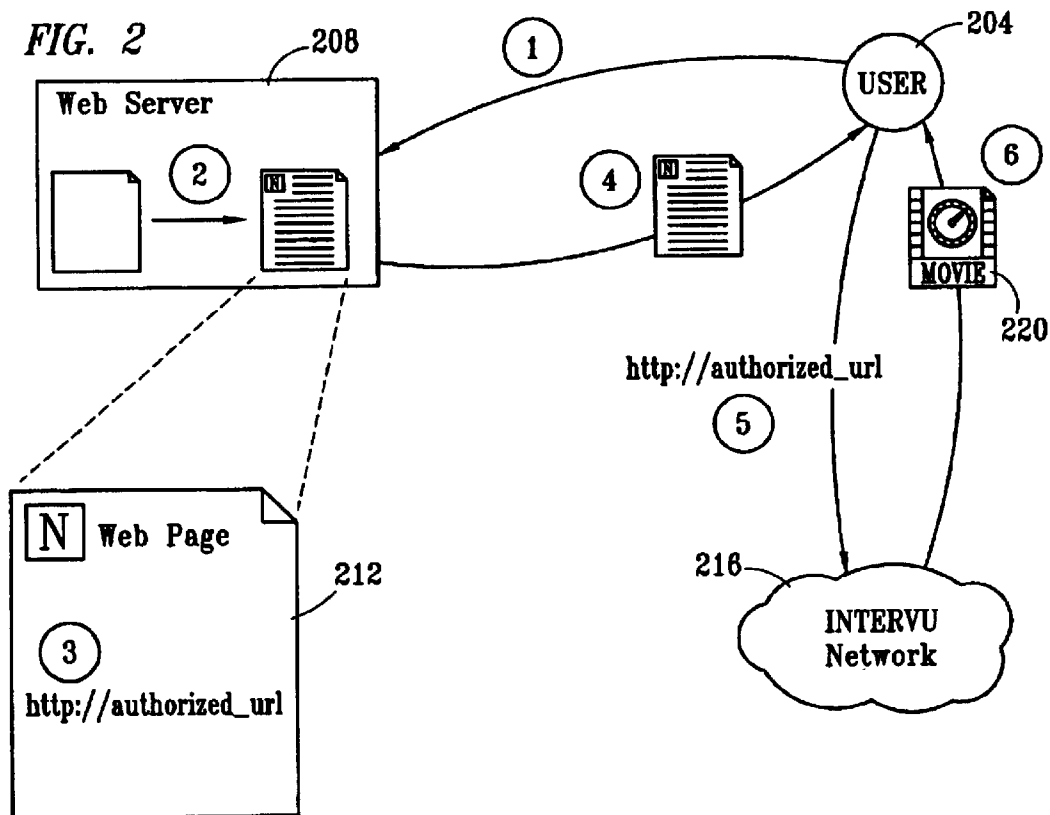 FIG. 2
208
1
204
Web Server
USER
2
N
4
N
6
MOVIE
220
http://authorized_url
5
N Web Page
212
216
3
INTERVU
Network
http://authorized_url